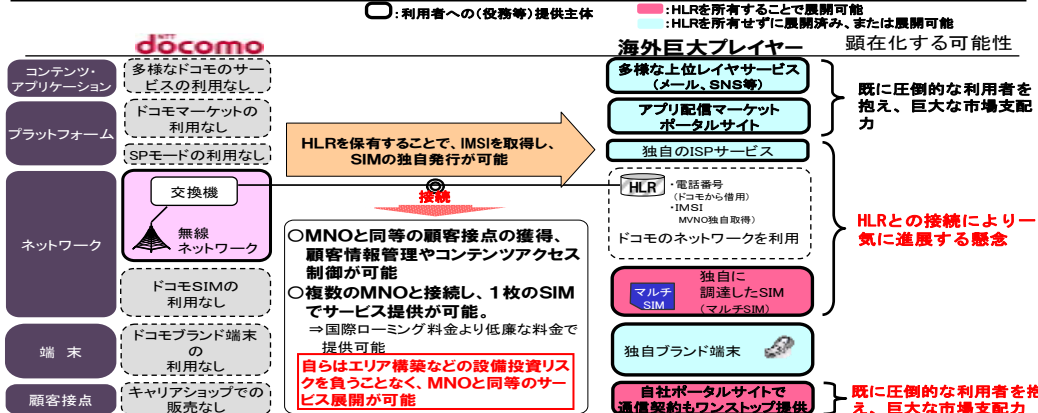 :利用者への(役務等)提供主体
:HLRを所有することで展開可能
:HLRを所有せずに展開済み、または展開可能
NTT
döcomo
海外巨大プレイヤー
顕在化する可能性
コンテンツ・
アプリケーション
多様なドコモのサー
ビスの利用なし
多様な上位レイヤサービス
(メール、SNS等)
既に圧倒的な利用者を
抱え、巨大な市場支配
力
プラットフォーム
ドコモマーケットの
利用なし
アプリ配信マーケット
ポータルサイト
SPモードの利用なし
HLRを保有することで、IMSIを取得し、
SIMの独自発行が可能
独自のISPサービス
ネットワーク
交換機
無線
ネットワーク
接続
HLR
・電話番号
(ドコモから借用)
・IMSI
MVNO独自取得)
ドコモのネットワークを利用
HLRとの接続により一
気に進展する懸念
○MNOと同等の顧客接点の獲得、
顧客情報管理やコンテンツアクセス
制御が可能
○複数のMNOと接続し、1枚のSIM
でサービス提供が可能。
⇒国際ローミング料金より低廉な料金で
提供可能
自らはエリア構築などの設備投資リス
クを負うことなく、MNOと同等のサー
ビス展開が可能
ドコモSIMの
利用なし
マルチ
SIM
独自に
調達したSIM
(マルチSIM)
端 末
ドコモブランド端末
の
利用なし
独自ブランド端末
顧客接点
キャリアショップでの
販売なし
自社ポータルサイトで
通信契約もワンストップ提供
既に圧倒的な利用者を抱
え、巨大な市場支配力